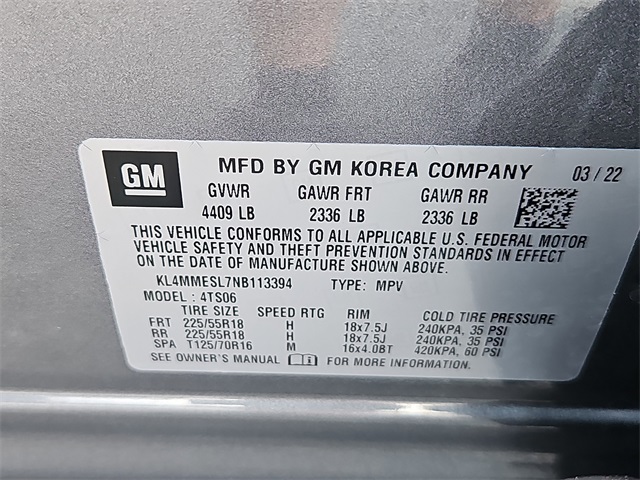 GM
MFD BY GM KOREA COMPANY 03 / 22
GVWR GAWR FRT GAWR RR
4409 LB 2336 LB 2336 LB
THIS VEHICLE CONFORMS TO ALL APPLICABLE U.S. FEDERAL MOTOR
VEHICLE SAFETY AND THEFT PREVENTION STANDARDS IN EFFECT
ON THE DATE OF MANUFACTURE SHOWN ABOVE.
KL4MMESL7NB113394 TYPE: MPV
MODEL : 4TS06
TIRE SIZE SPEED RTG RIM COLD TIRE PRESSURE
FRT 225/55R18 H 18x7.5J 240KPA, 35 PSI
RR 225/55R18 H 18x7.5J 240KPA, 35 PSI
SPA T125/70R16 M 16x4.0BT 420KPA, 60 PSI
SEE OWNER'S MANUAL FOR MORE INFORMATION.